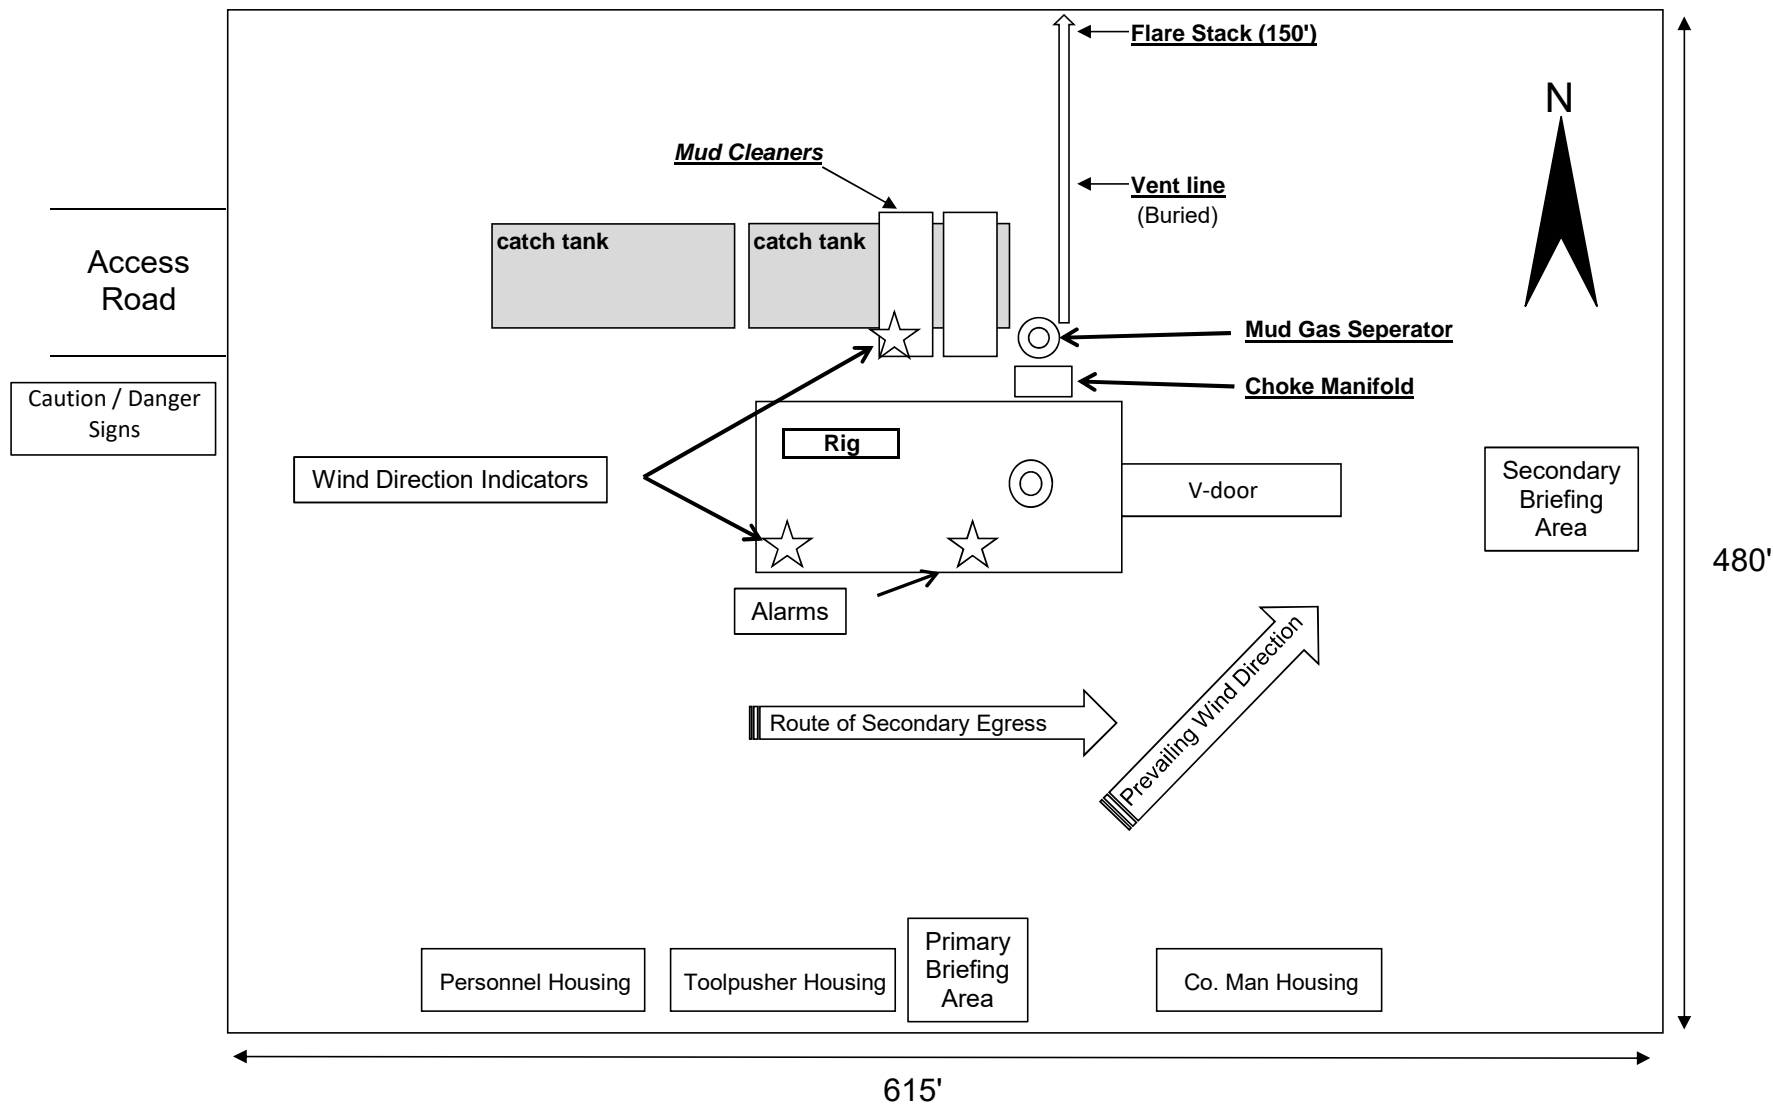 Flare Stack (150')
N
Mud Cleaners
Vent line
(Buried)
catch tank
catch tank
Access
Road
Mud Gas Seperator
Choke Manifold
Caution / Danger
Signs
Rig
Wind Direction Indicators
V-door
Secondary
Briefing
Area
480'
Alarms
Prevailing Wind Direction
Route of Secondary Egress
Primary
Briefing
Area
Personnel Housing
Toolpusher Housing
Co. Man Housing
615'